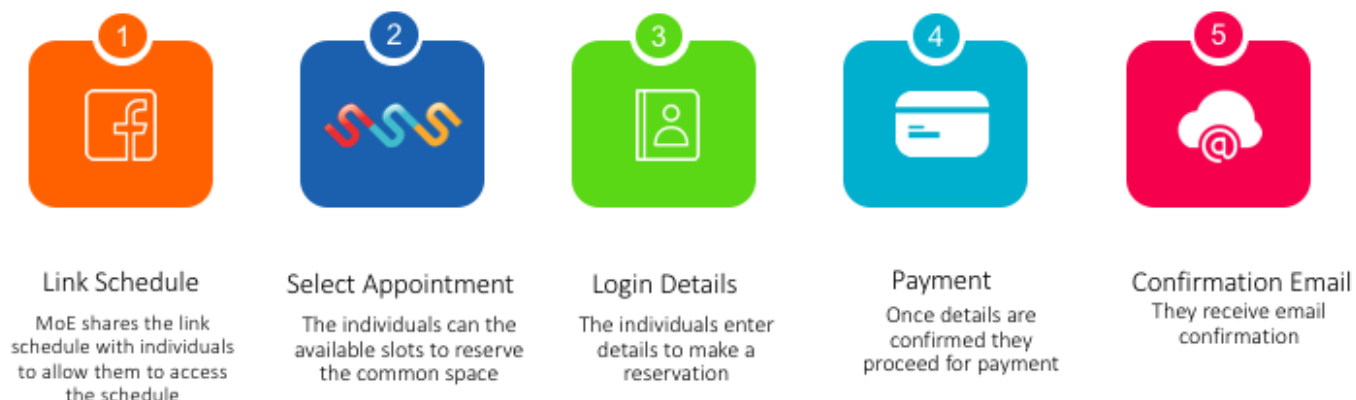 1
2
3
4
5
Link Schedule
MoE shares the link
schedule with individuals
to allow them to access
the schedule
Select Appointment
The individuals can the
available slots to reserve
the common space
Login Details
The individuals enter
details to make a
reservation
Payment
Once details are
confirmed they
proceed for payment
Confirmation Email
They receive email
confirmation